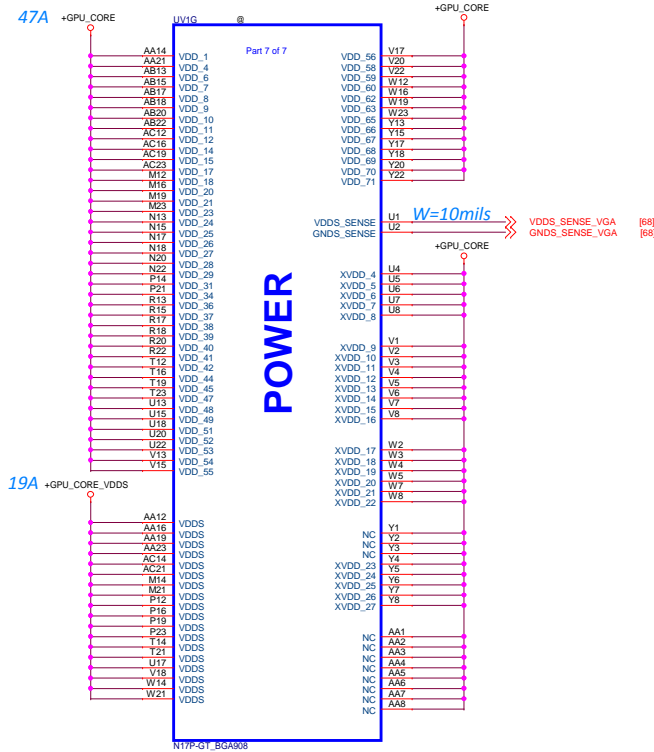 47A +GPU_CORE
UV1G @
Part 7 of 7
AA14 VDD_1
AA21 VDD_4
AB13 VDD_6
AB15 VDD_7
AB17 VDD_8
AB18 VDD_9
AB20 VDD_10
AB22 VDD_11
AC12 VDD_12
AC16 VDD_14
AC19 VDD_15
AC23 VDD_17
M12 VDD_18
M16 VDD_20
M19 VDD_21
M23 VDD_23
N13 VDD_24
N15 VDD_25
N17 VDD_26
N18 VDD_27
N20 VDD_28
N22 VDD_29
P14 VDD_31
P21 VDD_34
R13 VDD_36
R15 VDD_37
R17 VDD_38
R18 VDD_39
R20 VDD_40
R22 VDD_41
T12 VDD_42
T16 VDD_44
T19 VDD_45
T23 VDD_47
U13 VDD_48
U15 VDD_49
U18 VDD_51
U20 VDD_52
U22 VDD_53
V13 VDD_54
V15 VDD_55
19A +GPU_CORE_VDDS
AA12 VDDS
AA16 VDDS
AA19 VDDS
AA23 VDDS
AC14 VDDS
AC21 VDDS
M14 VDDS
M21 VDDS
P12 VDDS
P16 VDDS
P19 VDDS
P23 VDDS
T14 VDDS
T21 VDDS
U17 VDDS
V18 VDDS
W14 VDDS
W21 VDDS
POWER
+GPU_CORE
VDD_56 V17
VDD_58 V20
VDD_59 V22
VDD_60 W12
VDD_62 W16
VDD_63 W19
VDD_65 W23
VDD_66 Y13
VDD_67 Y15
VDD_68 Y17
VDD_69 Y18
VDD_70 Y20
VDD_71 Y22
VDDS_SENSE U1 W=10mils VDDS_SENSE_VGA [68]
GNDS_SENSE U2 GNDS_SENSE_VGA [68]
+GPU_CORE
XVDD_4 U4
XVDD_5 U5
XVDD_6 U6
XVDD_7 U7
XVDD_8 U8
XVDD_9 V1
XVDD_10 V2
XVDD_11 V3
XVDD_12 V4
XVDD_13 V5
XVDD_14 V6
XVDD_15 V7
XVDD_16 V8
XVDD_17 W2
XVDD_18 W3
XVDD_19 W4
XVDD_20 W5
XVDD_21 W7
XVDD_22 W8
NC Y1
NC Y2
NC Y3
XVDD_23 Y4
XVDD_24 Y5
XVDD_25 Y6
XVDD_26 Y7
XVDD_27 Y8
NC AA1
NC AA2
NC AA3
NC AA4
NC AA5
NC AA6
NC AA7
NC AA8
N17P-GT_BGA908